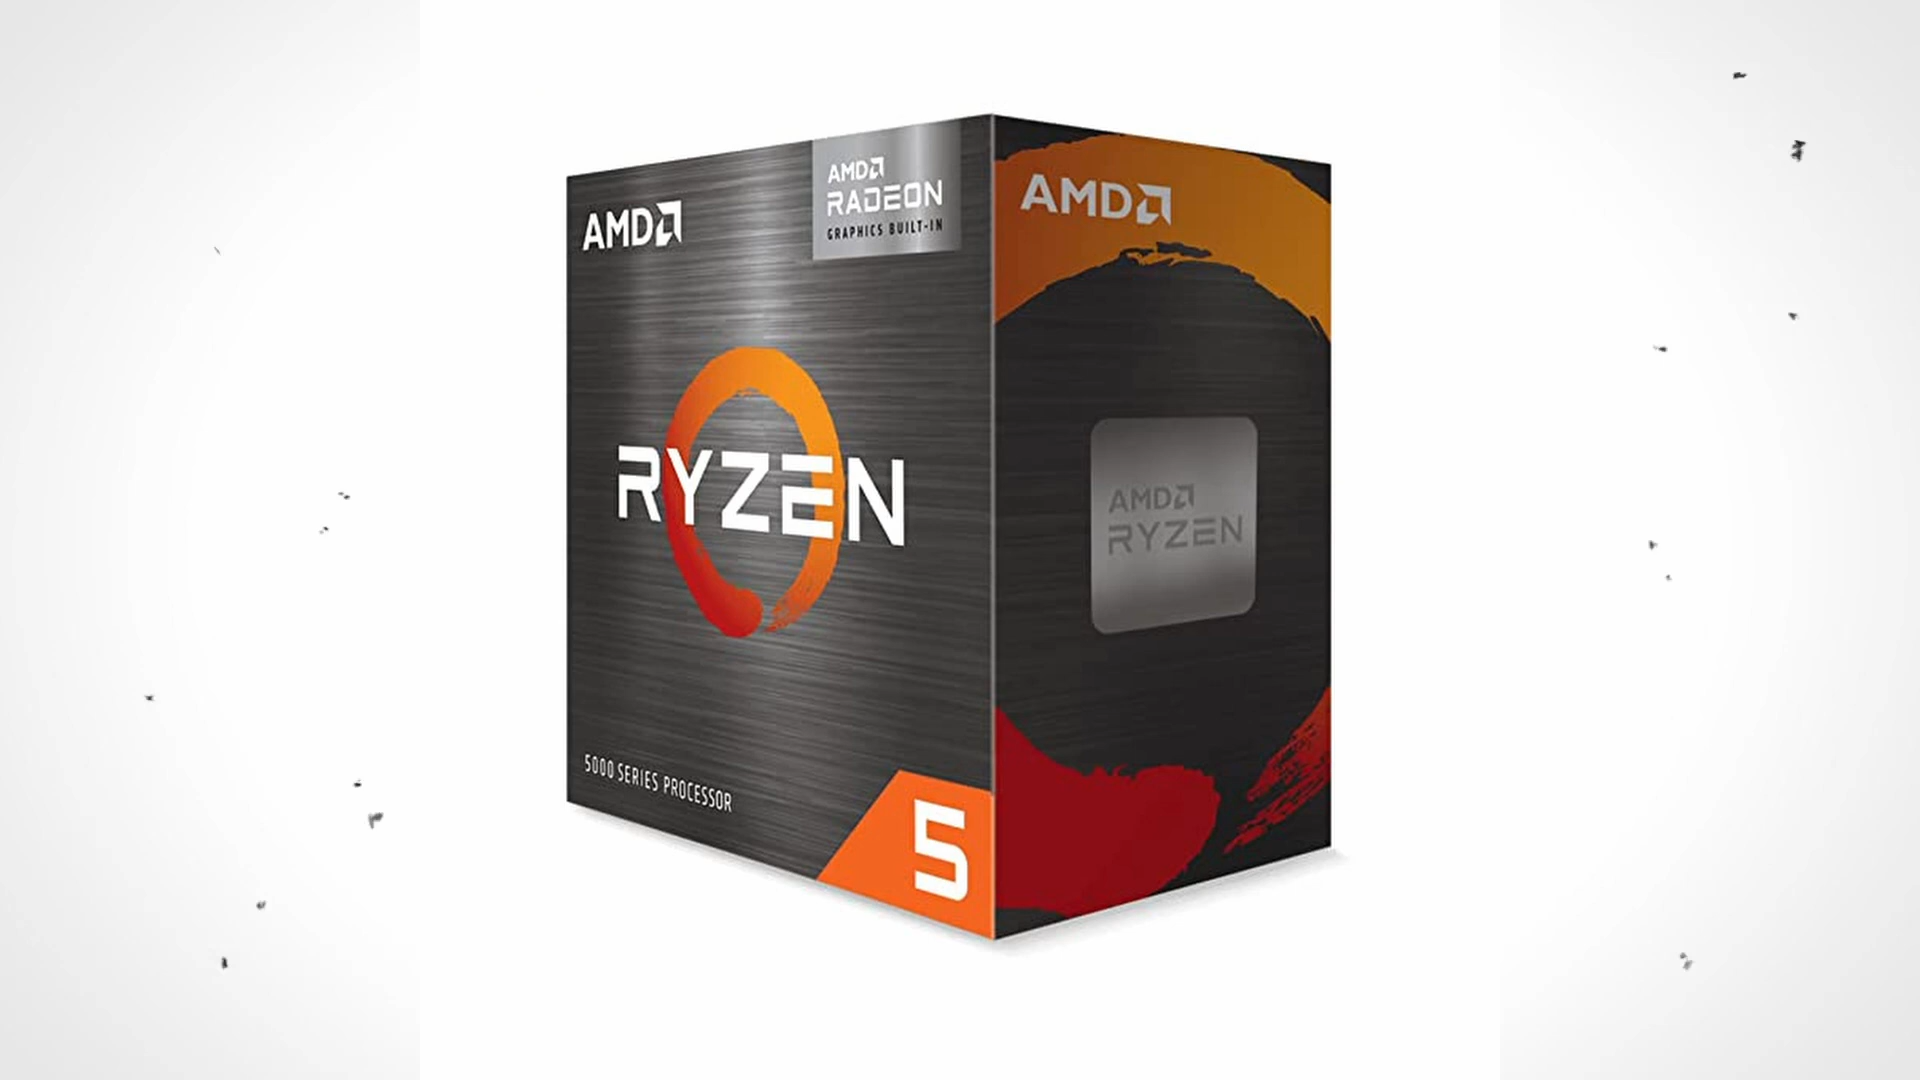 AMD
AMD
RADEON
GRAPHICS BUILT-IN
RYZEN
5000 SERIES PROCESSOR
5
AMD
AMD
RYZEN